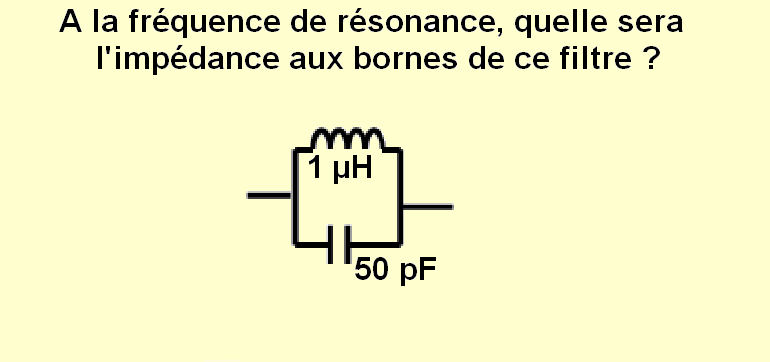 A la fréquence de résonance, quelle sera
l'impédance aux bornes de ce filtre ?
1 µH
50 pF